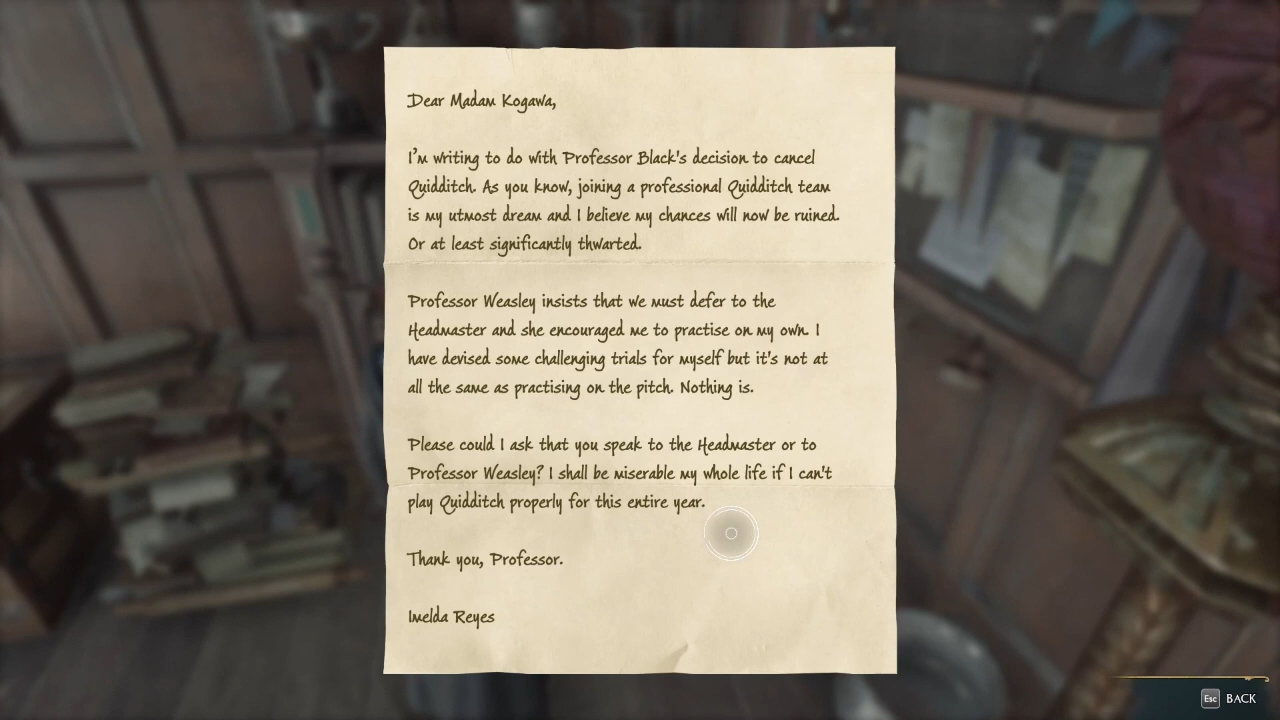 Dear Madam Kogawa,
I'm writing to do with Professor Black's decision to cancel
Quidditch. As you know, joining a professional Quidditch team
is my utmost dream and I believe my chances will now be ruined.
Or at least significantly thwarted.
Professor Weasley insists that we must defer to the
Headmaster and she encouraged me to practise on my own. I
have devised some challenging trials for myself but it's not at
all the same as practising on the pitch. Nothing is.
Please could I ask that you speak to the Headmaster or to
Professor Weasley? I shall be miserable my whole life if I can't
play Quidditch properly for this entire year.
Thank you, Professor.
Imelda Reyes
Esc BACK